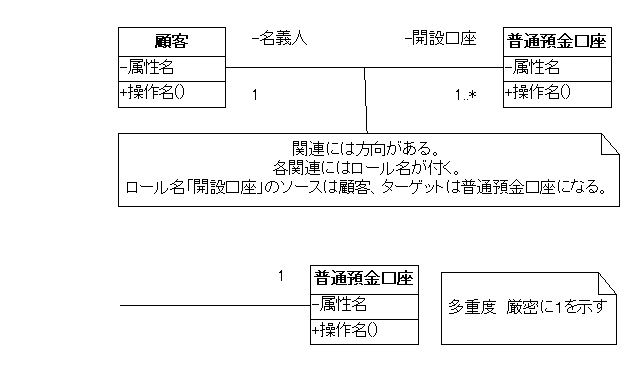 顧客
-名義人
-開設口座
普通預金口座
-属性名
-属性名
+操作名()
1
1..*
+操作名()
関連には方向がある。
各関連にはロール名が付く。
ロール名「開設口座」のソースは顧客、ターゲットは普通預金口座になる。
1
普通預金口座
-属性名
+操作名()
多重度 厳密に1を示す